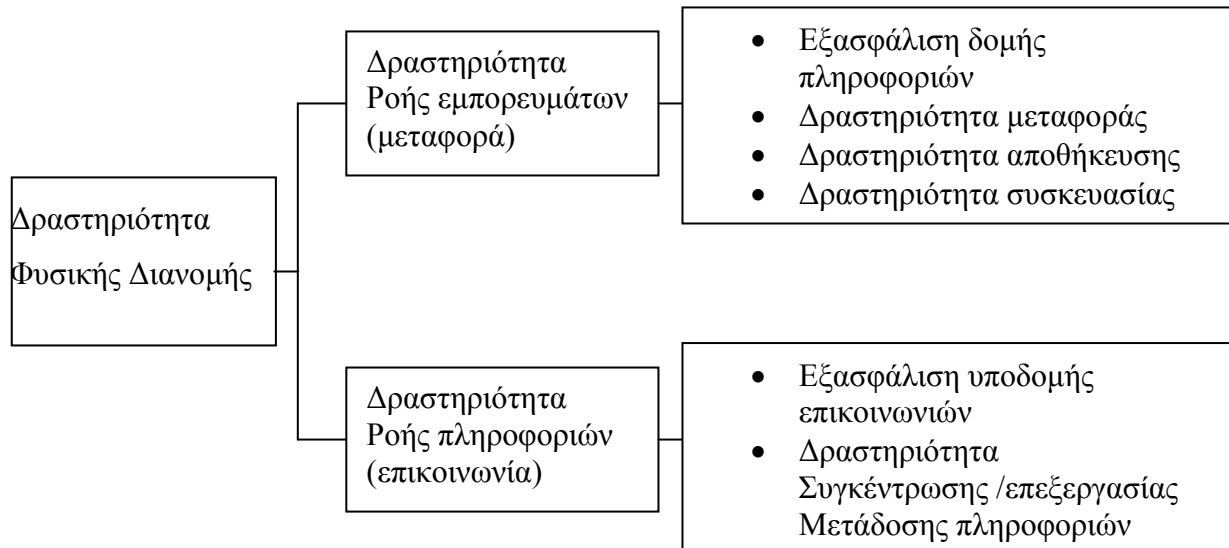 Δραστηριότητα
Φυσικής Διανομής
Δραστηριότητα
Ροής εμπορευμάτων
(μεταφορά)
• Εξασφάλιση δομής
πληροφοριών
• Δραστηριότητα μεταφοράς
• Δραστηριότητα αποθήκευσης
• Δραστηριότητα συσκευασίας
Δραστηριότητα
Ροής πληροφοριών
(επικοινωνία)
• Εξασφάλιση υποδομής
επικοινωνιών
• Δραστηριότητα
Συγκέντρωσης /επεξεργασίας
Μετάδοσης πληροφοριών